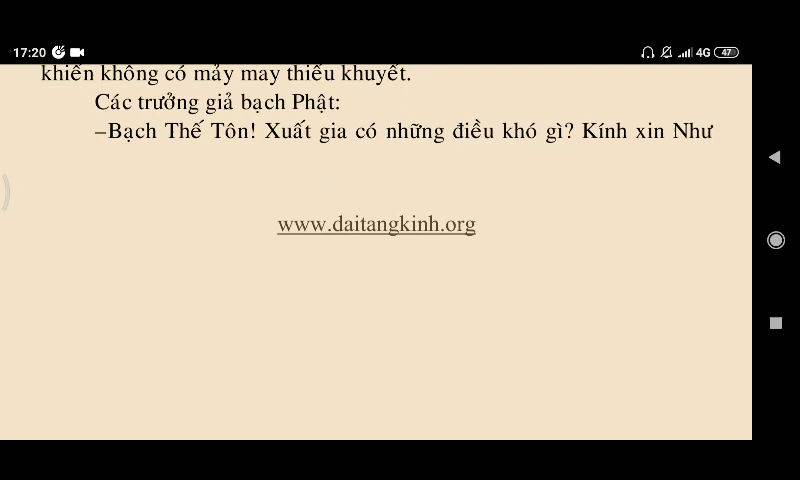 17:20 4G 47
khiến không có mảy may thiếu khuyết.
Các trưởng giả bạch Phật:
–Bạch Thế Tôn! Xuất gia có những điều khó gì? Kính xin Như
www.daitangkinh.org